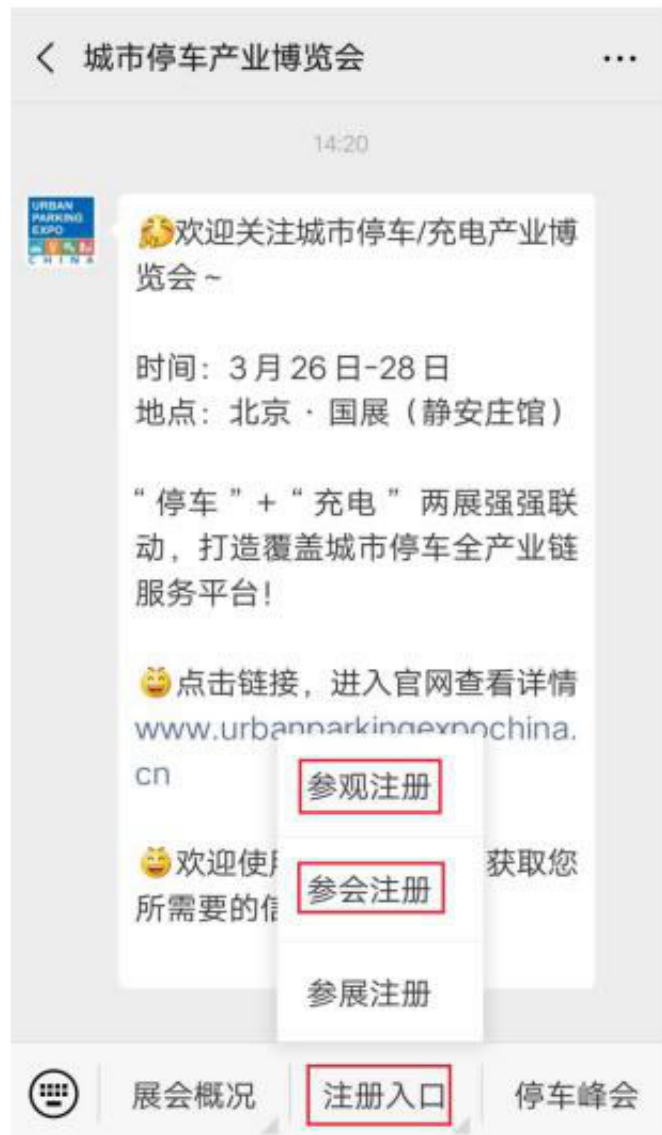 城市停车产业博览会
14:20
URBAN
PARKING
EXPO
CHINA
欢迎关注城市停车/充电产业博
览会~
时间：3月26日-28日
地点：北京·国展（静安庄馆）
“停车”+“充电”两展强强联
动，打造覆盖城市停车全产业链
服务平台！
点击链接，进入官网查看详情
www.urbanparkingexpochina.
cn
参观注册
欢迎使 获取您
参会注册
所需要的信
参展注册
展会概况
注册入口
停车峰会